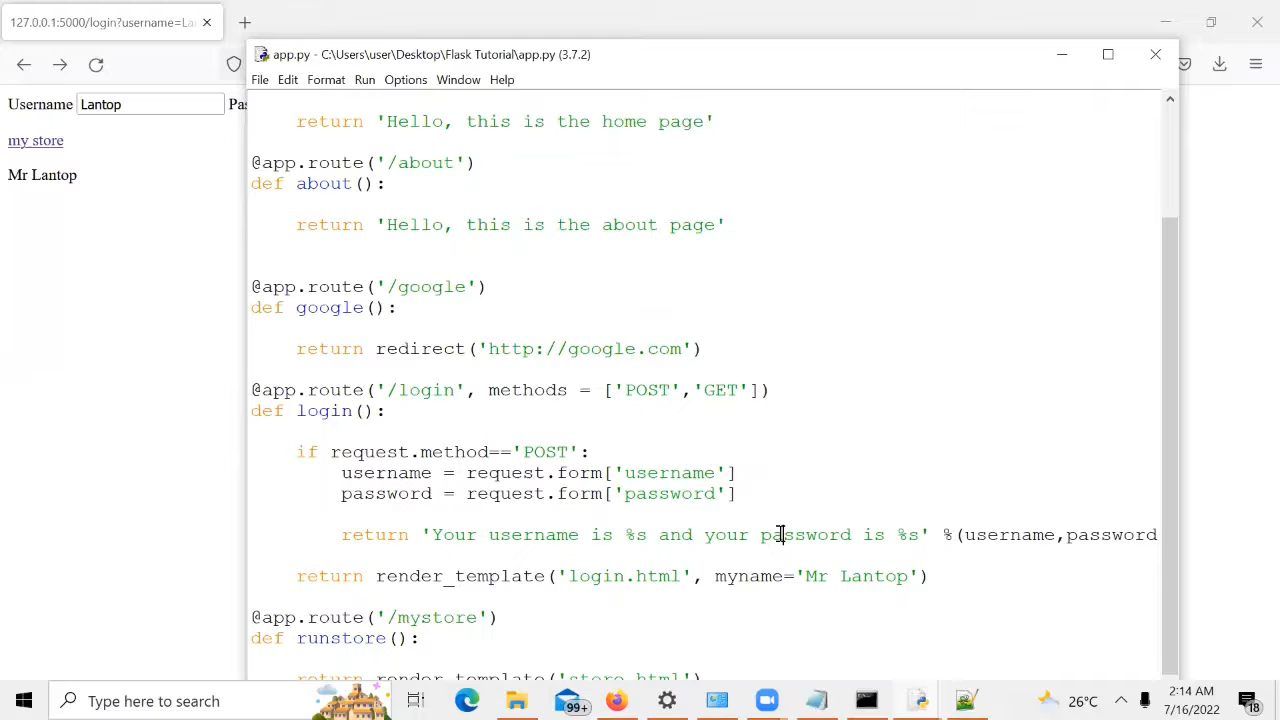 127.0.0.1:5000/login?username=La
app.py - C:\Users\user\Desktop\Flask Tutorial\app.py (3.7.2)
File Edit Format Run Options Window Help
Username Lantop Pa
my store
Mr Lantop
return 'Hello, this is the home page'
@app.route('/about')
def about():
return 'Hello, this is the about page'
@app.route('/google')
def google():
return redirect('http://google.com')
@app.route('/login', methods = ['POST','GET'])
def login():
if request.method=='POST':
username = request.form['username']
password = request.form['password']
return 'Your username is %s and your password is %s' %(username,password
return render_template('login.html', myname='Mr Lantop')
@app.route('/mystore')
def runstore():
return render_template('store.html')
Type here to search
99+
26°C
2:14 AM
7/16/2022
18